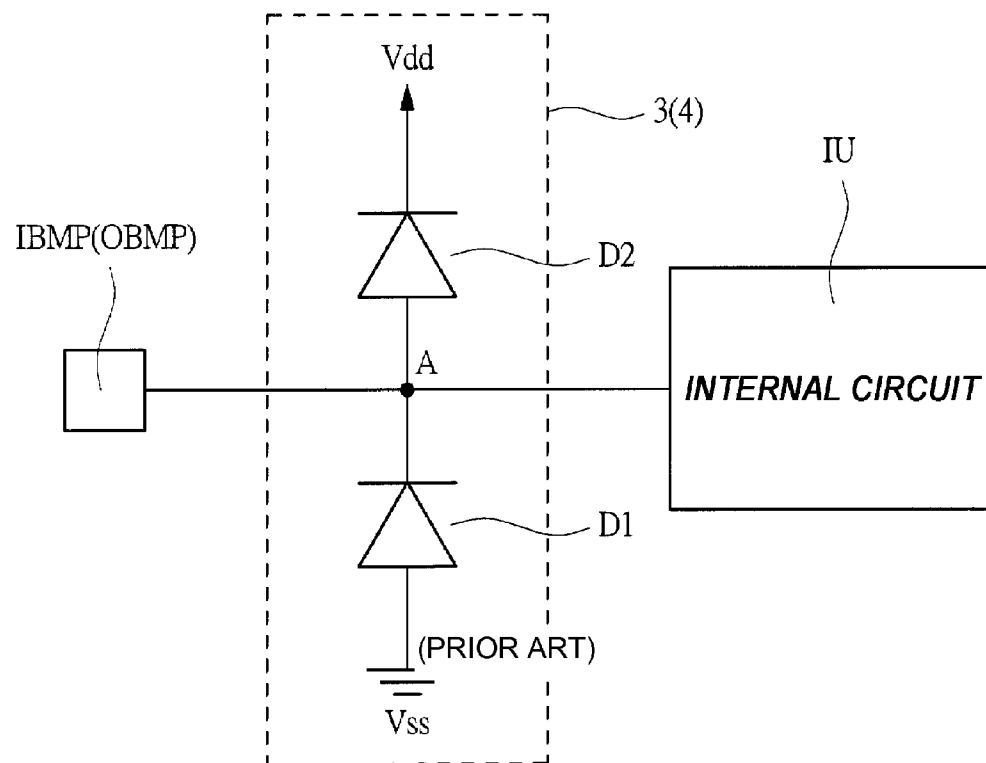 Vdd
3(4)
IU
IBMP(OBMP)
D2
A
INTERNAL CIRCUIT
D1
(PRIOR ART)
Vss